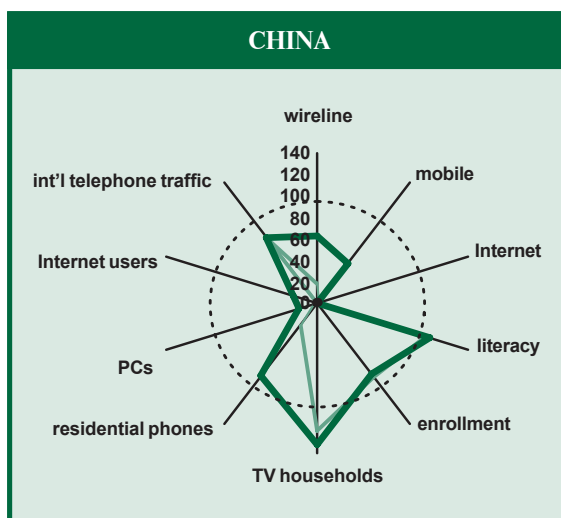 CHINA
wireline
140
120
100
80
60
40
20
0
mobile
Internet
literacy
enrollment
TV households
residential phones
PCs
Internet users
int'l telephone traffic